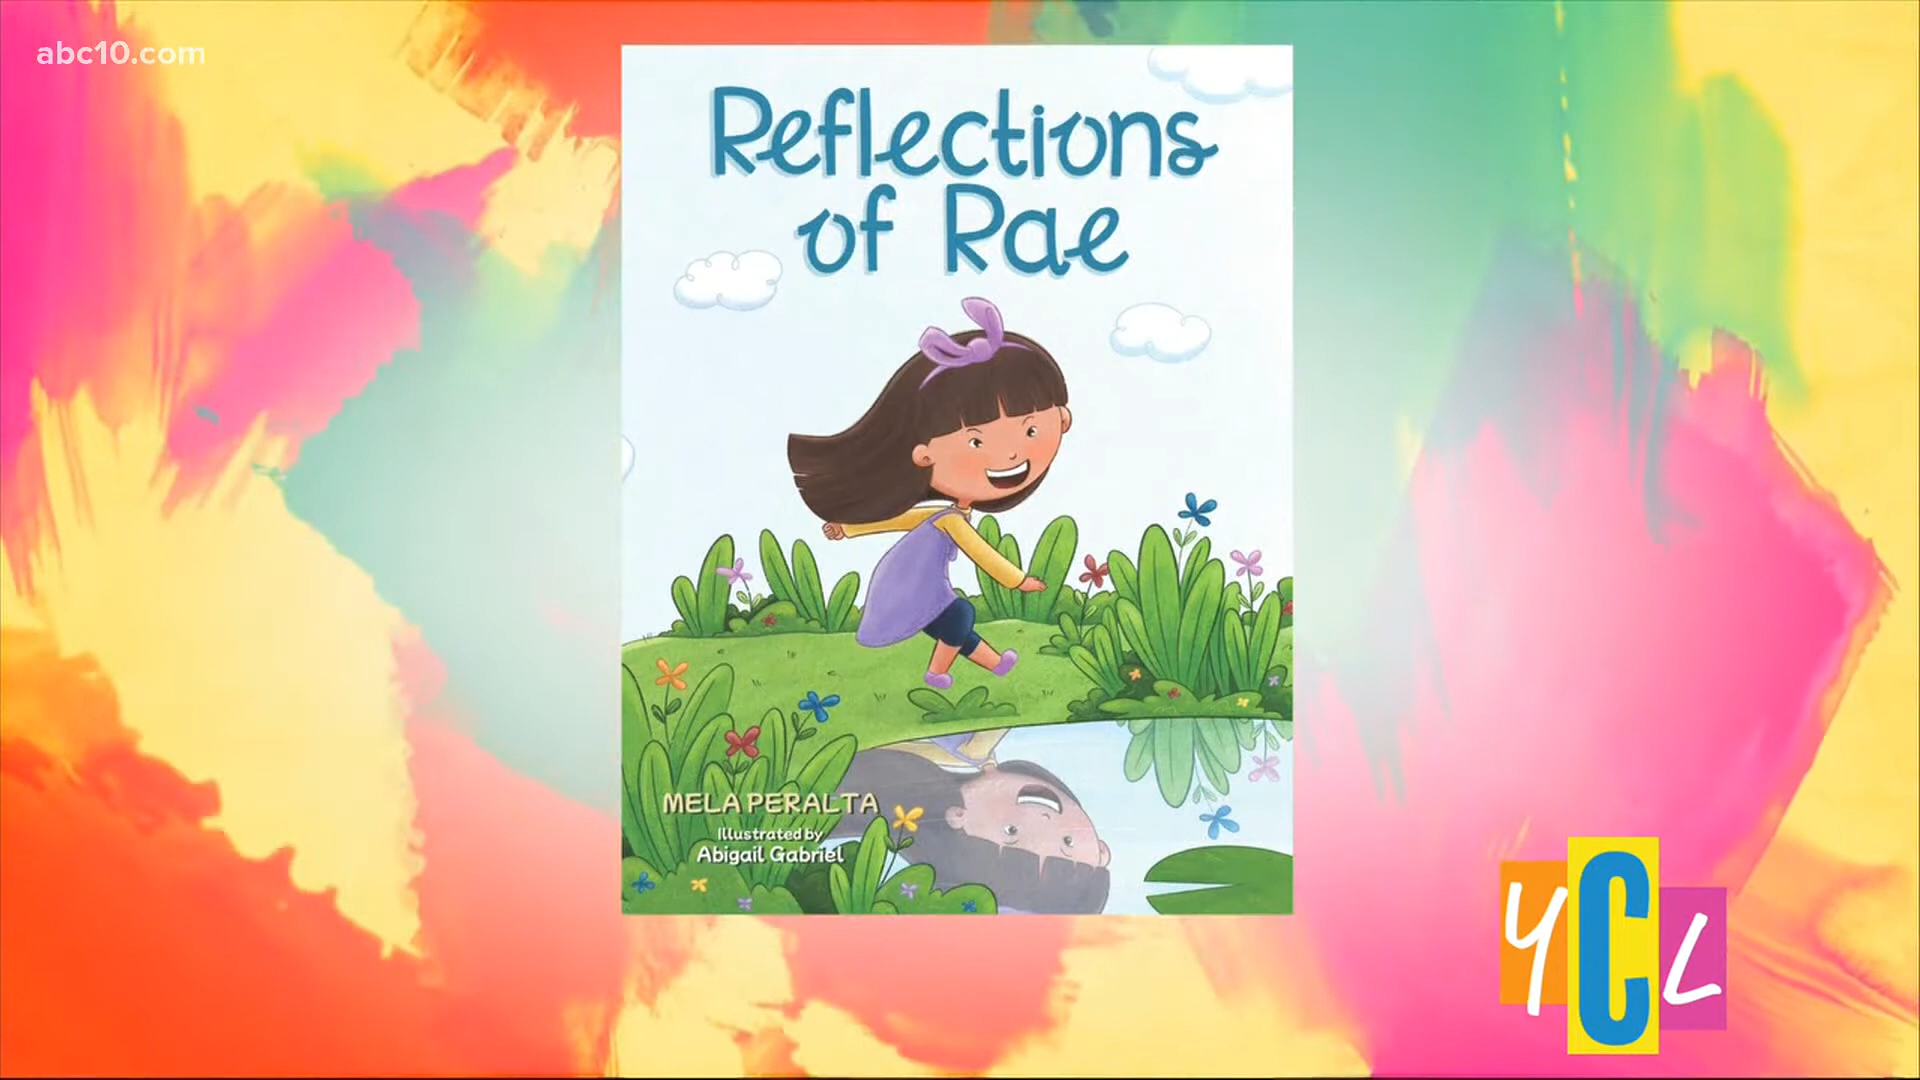 abc10.com
Reflections
of Rae
MELA PERALTA
Illustrated by
Abigail Gabriel
YCL